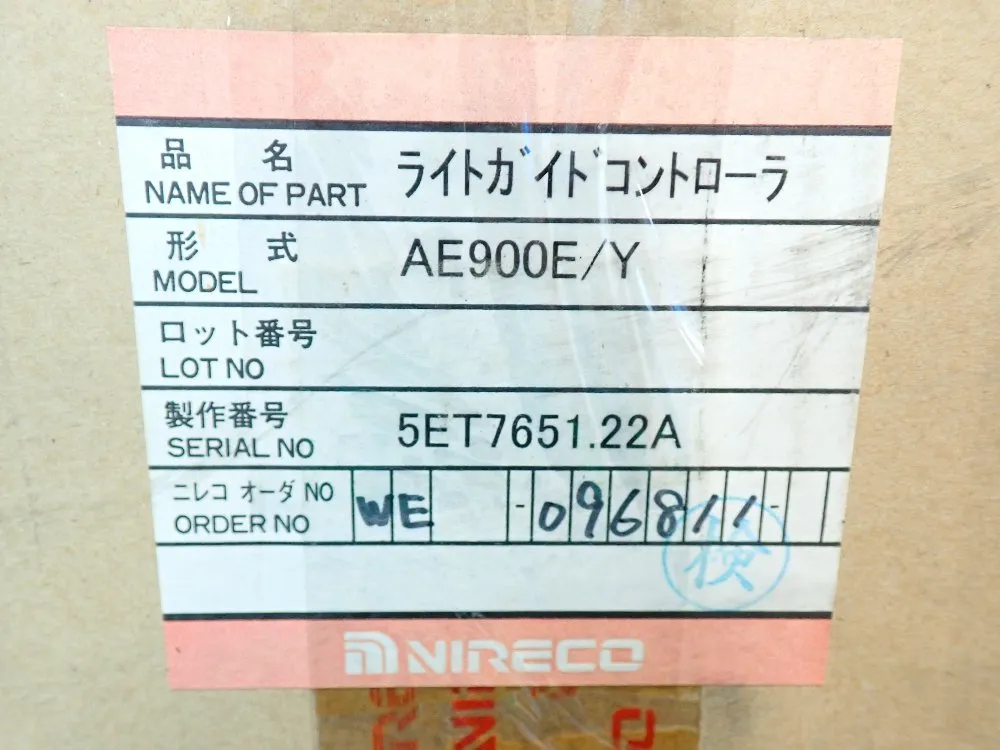 品名 ライトガイドコントローラ
NAME OF PART
形式 AE900E/Y
MODEL
ロット番号
LOT NO
製作番号 5ET7651.22A
SERIAL NO
ニレコ オーダ NO WE - 096811 -
ORDER NO
検
NIRECO